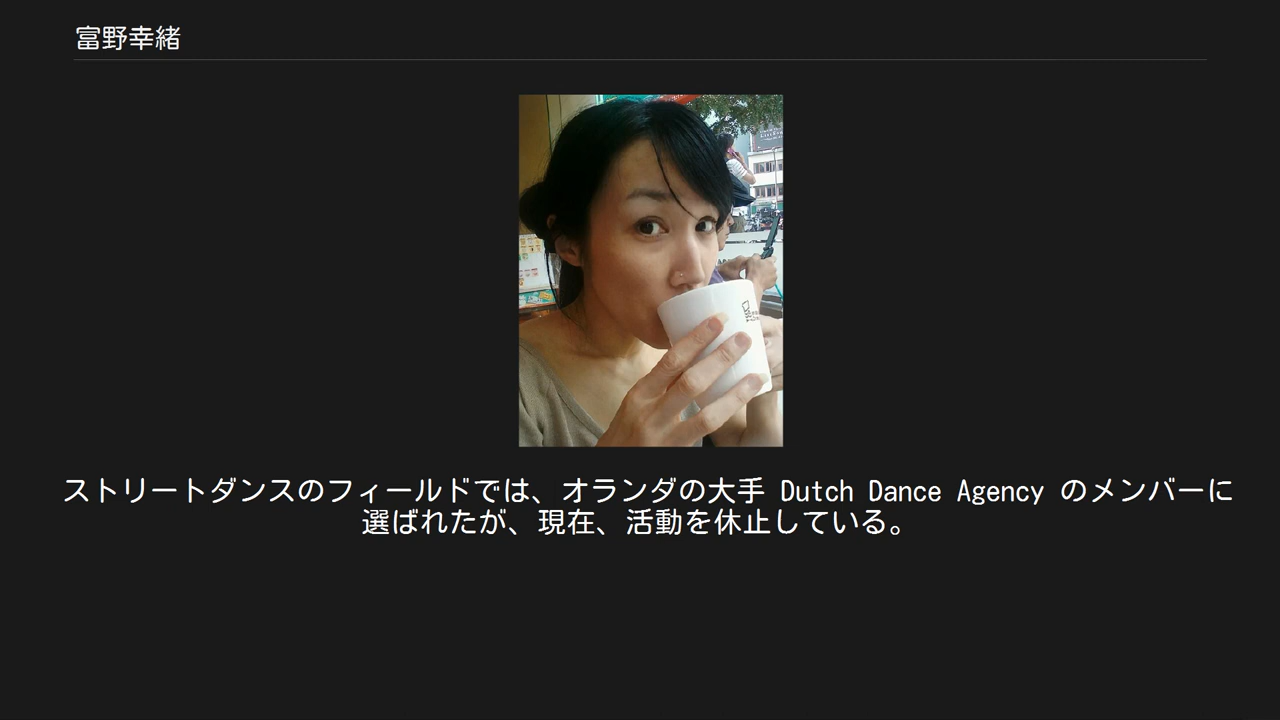 富野幸緒
ストリートダンスのフィールドでは、オランダの大手 Dutch Dance Agency のメンバーに
選ばれたが、現在、活動を休止している。